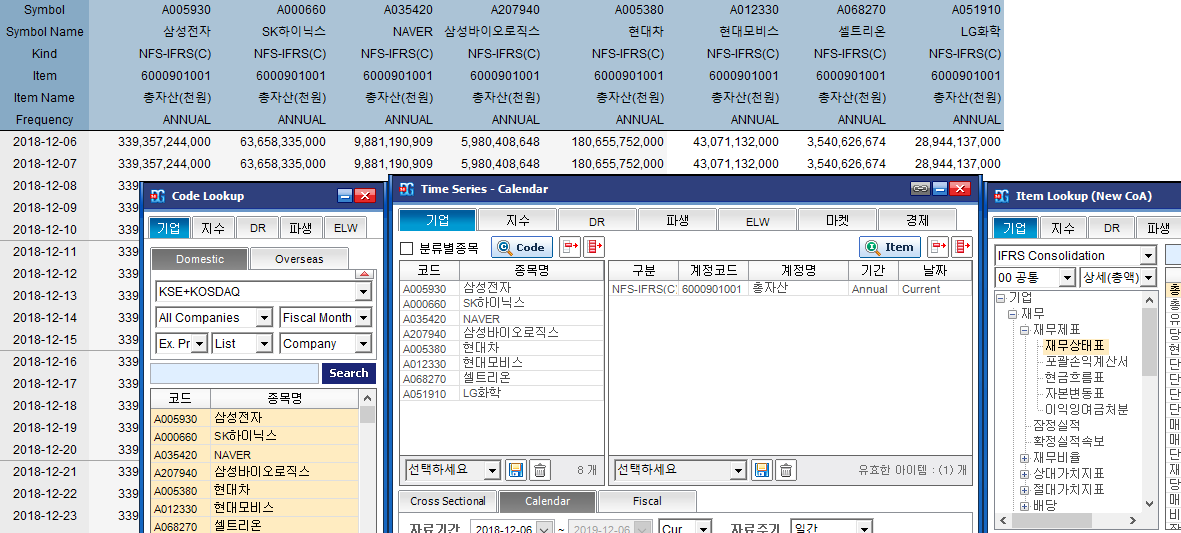 Symbol A005930 A000660 A035420 A207940 A005380 A012330 A068270 A051910
Symbol Name 삼성전자 SK하이닉스 NAVER 삼성바이오로직스 현대차 현대모비스 셀트리온 LG화학
Kind NFS-IFRS(C) NFS-IFRS(C) NFS-IFRS(C) NFS-IFRS(C) NFS-IFRS(C) NFS-IFRS(C) NFS-IFRS(C) NFS-IFRS(C)
Item 6000901001 6000901001 6000901001 6000901001 6000901001 6000901001 6000901001 6000901001
Item Name 총자산(천원) 총자산(천원) 총자산(천원) 총자산(천원) 총자산(천원) 총자산(천원) 총자산(천원) 총자산(천원)
Frequency ANNUAL ANNUAL ANNUAL ANNUAL ANNUAL ANNUAL ANNUAL ANNUAL
2018-12-06 339,357,244,000 63,658,335,000 9,881,190,909 5,980,408,648 180,655,752,000 43,071,132,000 3,540,626,674 28,944,137,000
2018-12-07 339,357,244,000 63,658,335,000 9,881,190,909 5,980,408,648 180,655,752,000 43,071,132,000 3,540,626,674 28,944,137,000
2018-12-08 339
2018-12-09 339
2018-12-10 339
2018-12-11 339
2018-12-12 339
2018-12-13 339
2018-12-14 339
2018-12-15 339
2018-12-16 339
2018-12-17 339
2018-12-18 339
2018-12-19 339
2018-12-20 339
2018-12-21 339
2018-12-22 339
2018-12-23 339
Code Lookup
기업 지수 DR 파생 ELW
Domestic Overseas
KSE+KOSDAQ
All Companies Fiscal Month
Ex. Pr List Company
Search
코드 종목명
A005930 삼성전자
A000660 SK하이닉스
A035420 NAVER
A207940 삼성바이오로직스
A005380 현대차
A012330 현대모비스
A068270 셀트리온
Time Series - Calendar
기업 지수 DR 파생 ELW 마켓 경제
분류별종목 Code Item
코드 종목명
A005930 삼성전자
A000660 SK하이닉스
A035420 NAVER
A207940 삼성바이오로직스
A005380 현대차
A012330 현대모비스
A068270 셀트리온
A051910 LG화학
구분 계정코드 계정명 기간 날짜
NFS-IFRS(C) 6000901001 총자산 Annual Current
선택하세요 8 개
선택하세요 유효한 아이템 : (1) 개
Cross Sectional Calendar Fiscal
자료기간 2018-12-06 ~ 2019-12-06 Cur 자료주기 일간
Item Lookup (New CoA)
기업 지수 DR 파생
IFRS Consolidation
00 공통 상세(총액)
기업
재무
재무제표
재무상태표
포괄손익계산서
현금흐름표
자본변동표
이익잉여금처분
잠정실적
확정실적속보
재무비율
상대가치지표
절대가치지표
배당